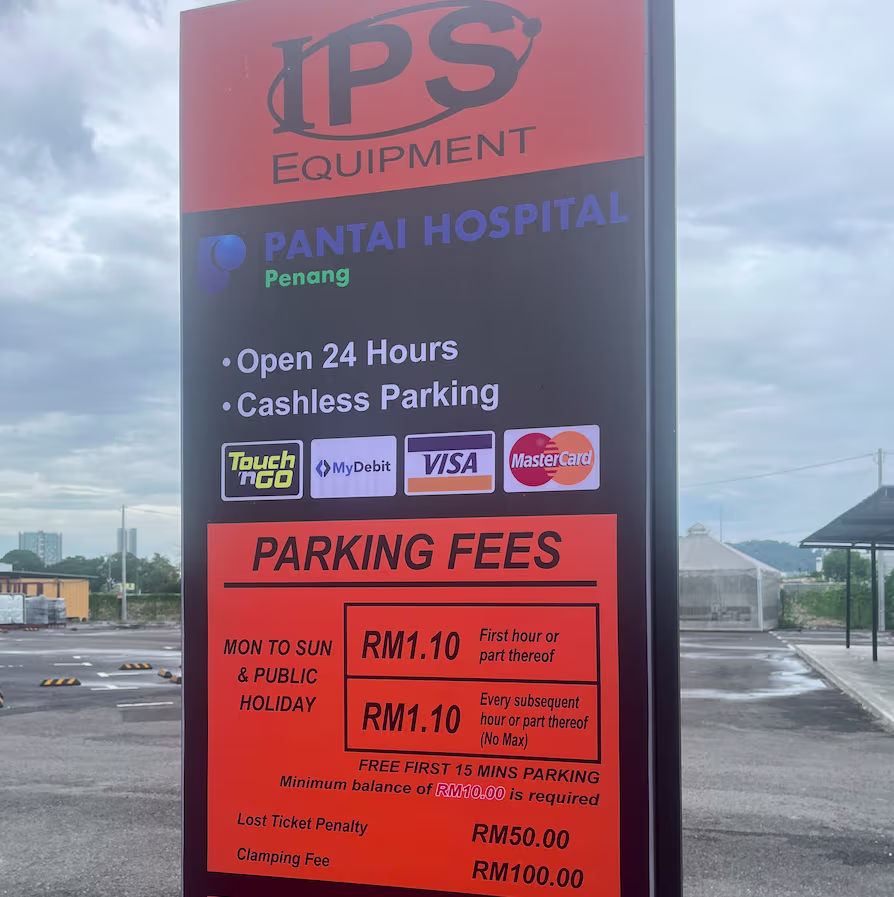 IPS
EQUIPMENT
PANTAI HOSPITAL
Penang
• Open 24 Hours
• Cashless Parking
Touch
'n GO
MyDebit
VISA
MasterCard
PARKING FEES
MON TO SUN
& PUBLIC
HOLIDAY
RM1.10
First hour or
part thereof
RM1.10
Every subsequent
hour or part thereof
(No Max)
FREE FIRST 15 MINS PARKING
Minimum balance of RM10.00 is required
Lost Ticket Penalty RM50.00
Clamping Fee RM100.00